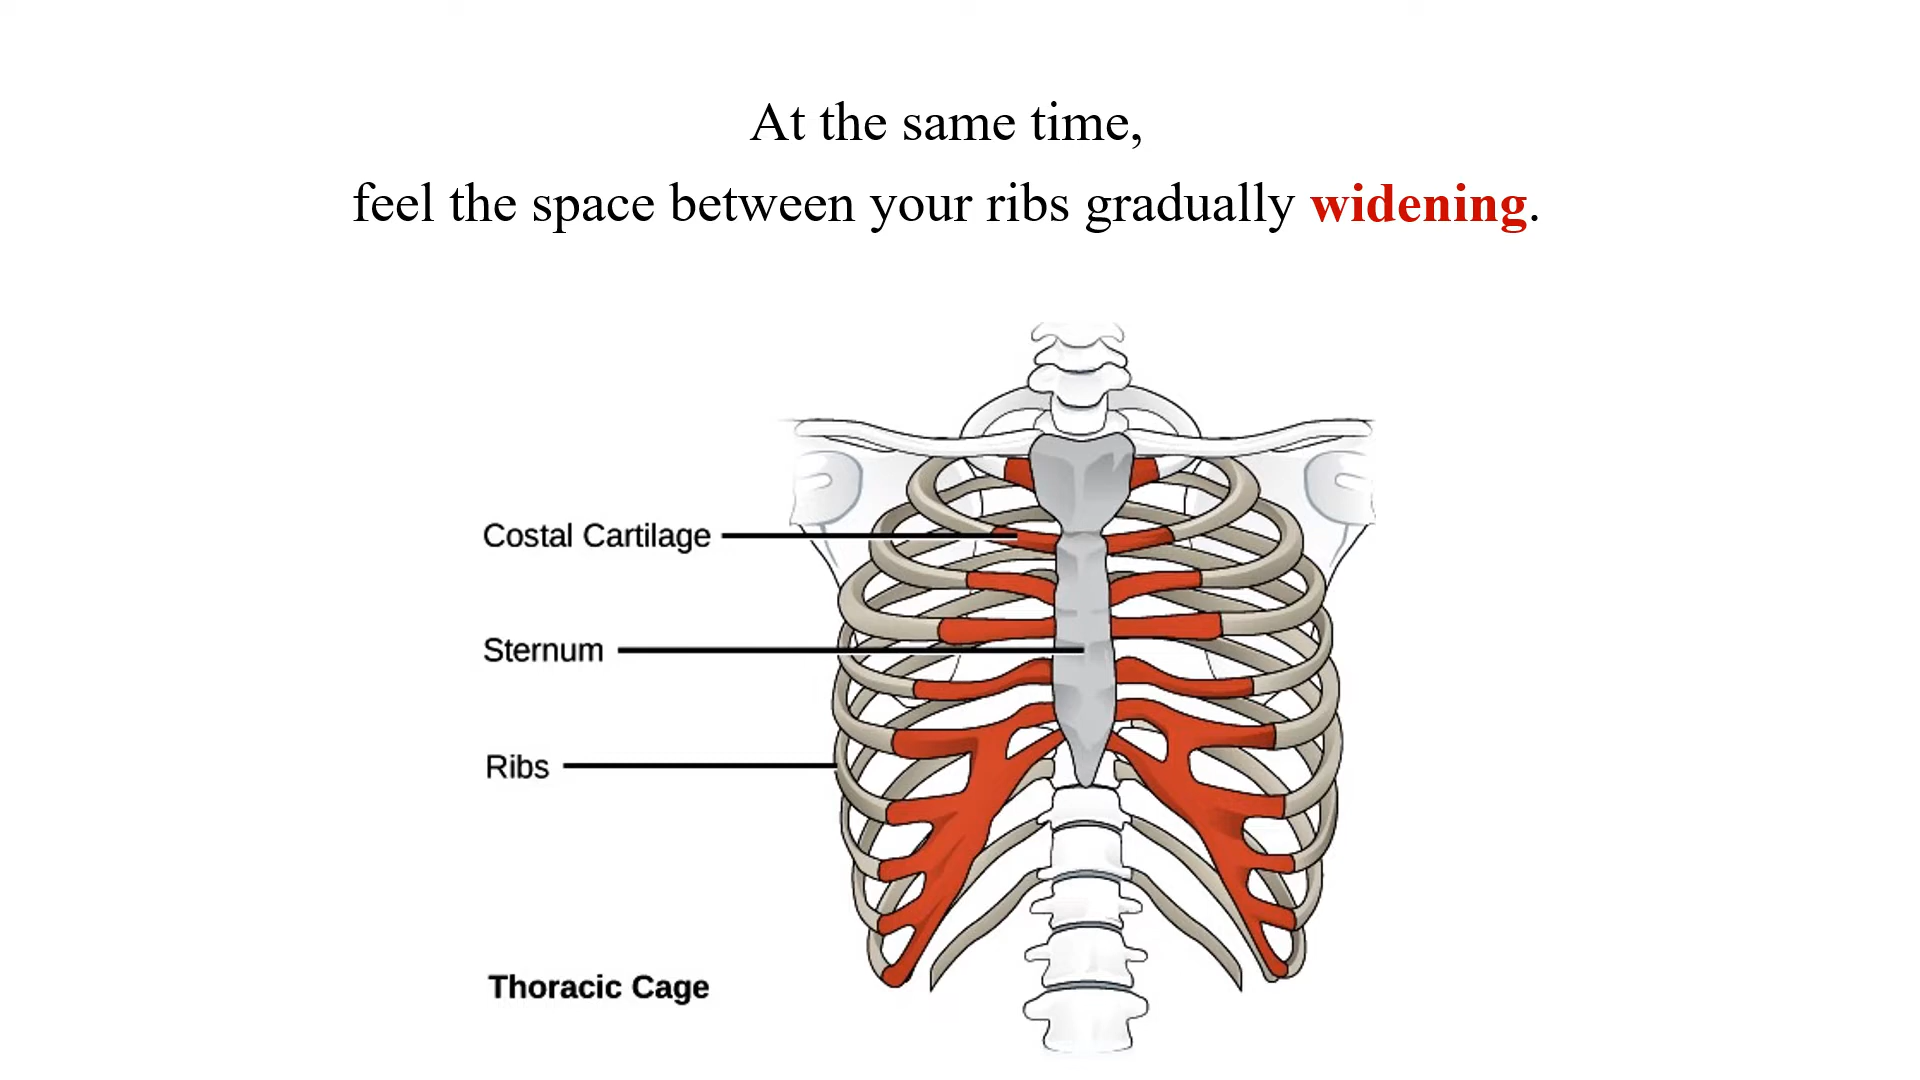 At the same time,
feel the space between your ribs gradually widening.
Costal Cartilage
Sternum
Ribs
Thoracic Cage